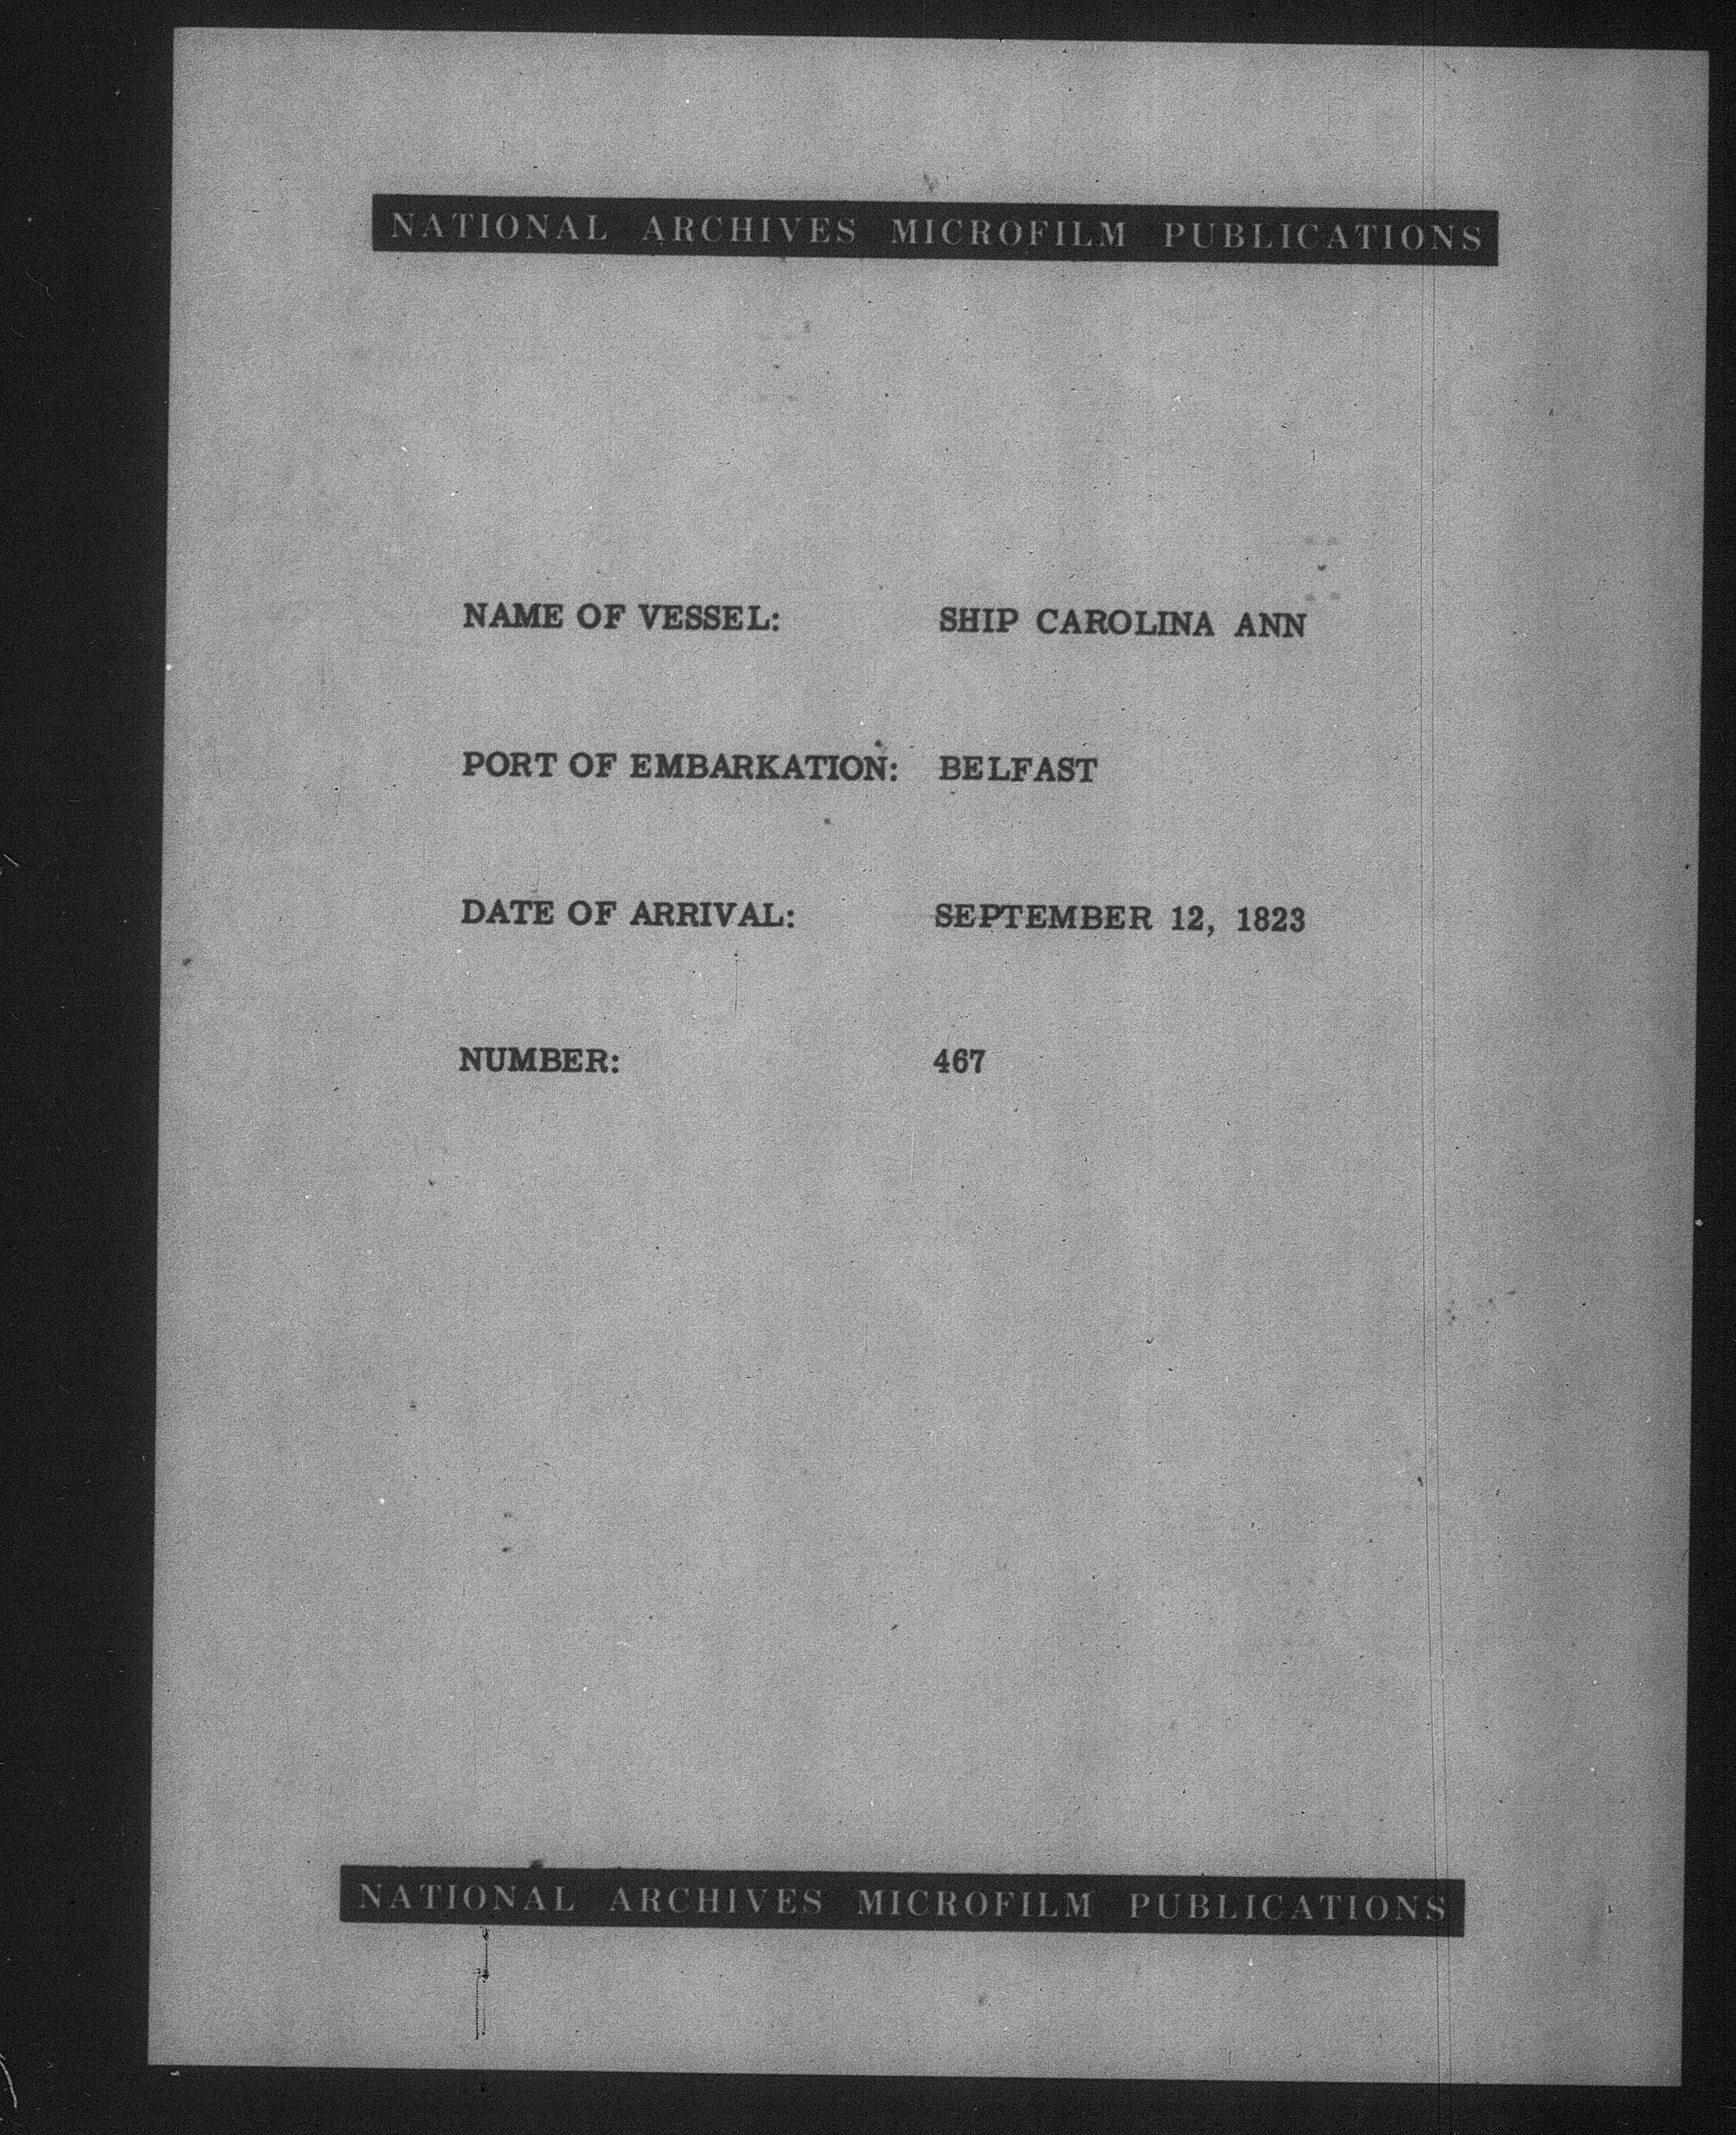 NATIONAL ARCHIVES MICROFILM PUBLICATIONS
NAME OF VESSEL: SHIP CAROLINA ANN
PORT OF EMBARKATION: BELFAST
DATE OF ARRIVAL: SEPTEMBER 12, 1823
NUMBER: 467
NATIONAL ARCHIVES MICROFILM PUBLICATIONS